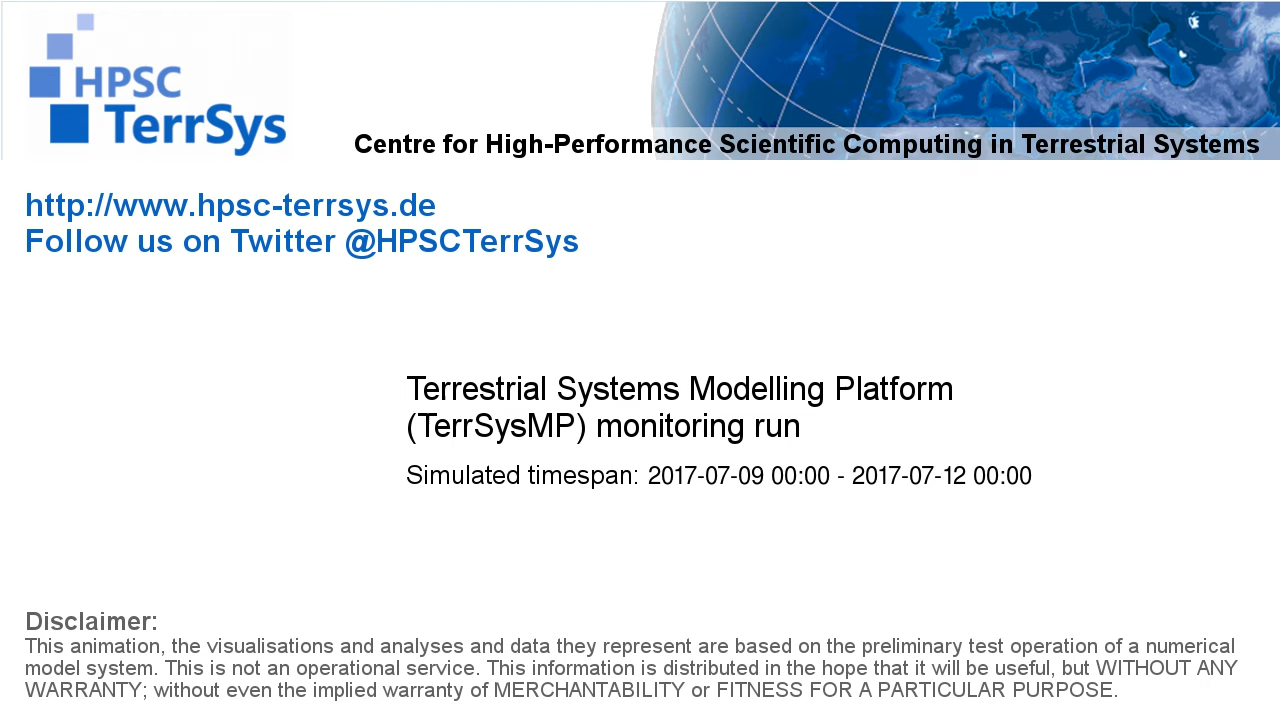 HPSC
TerrSys
Centre for High-Performance Scientific Computing in Terrestrial Systems
http://www.hpsc-terrsys.de
Follow us on Twitter @HPSCTerrSys
Terrestrial Systems Modelling Platform
(TerrSysMP) monitoring run
Simulated timespan: 2017-07-09 00:00 - 2017-07-12 00:00
Disclaimer:
This animation, the visualisations and analyses and data they represent are based on the preliminary test operation of a numerical
model system. This is not an operational service. This information is distributed in the hope that it will be useful, but WITHOUT ANY
WARRANTY; without even the implied warranty of MERCHANTABILITY or FITNESS FOR A PARTICULAR PURPOSE.